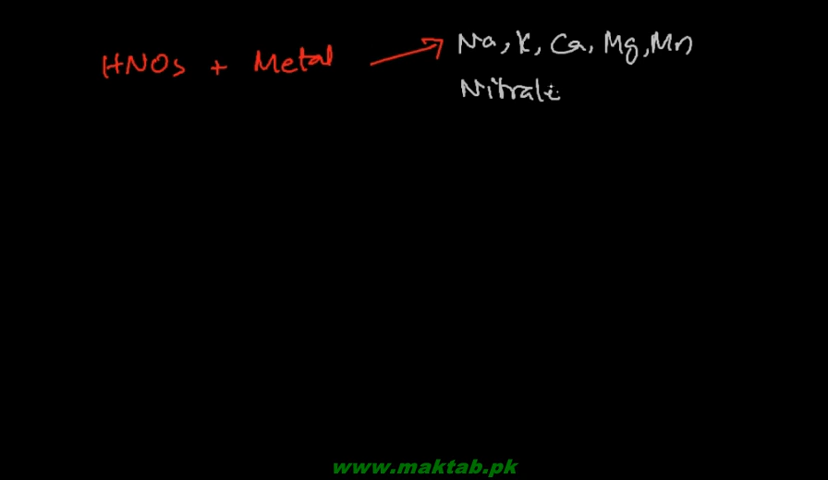 HNO3 + Metal → Na, K, Ca, Mg, Mn
Nitrate
www.maktab.pk